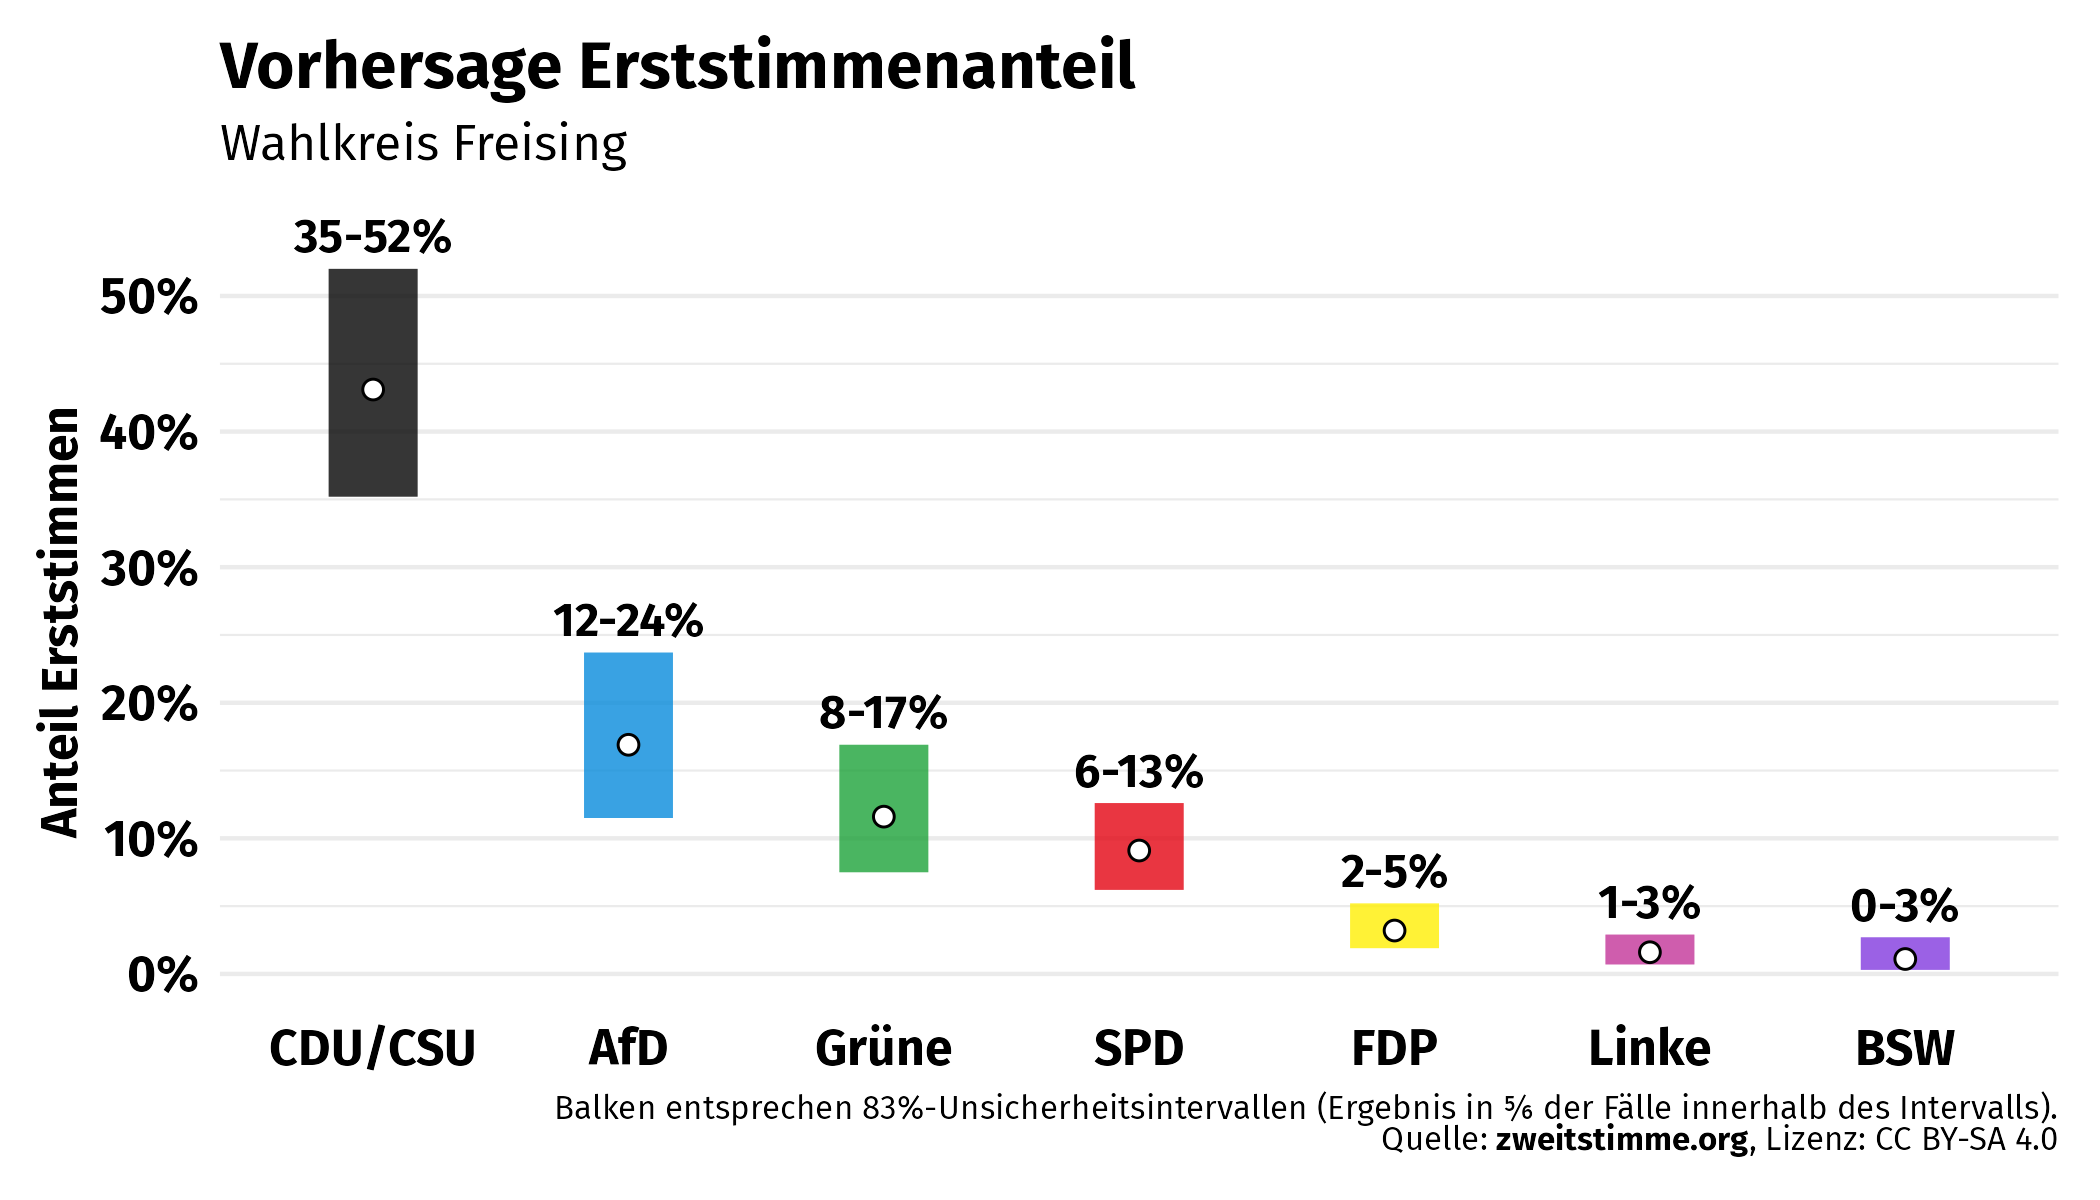 Vorhersage Erststimmenanteil
Wahlkreis Freising
Anteil Erststimmen
50%
40%
30%
20%
10%
0%
35-52%
12-24%
8-17%
6-13%
2-5%
1-3%
0-3%
CDU/CSU AfD Grüne SPD FDP Linke BSW
Balken entsprechen 83%-Unsicherheitsintervallen (Ergebnis in ⅚ der Fälle innerhalb des Intervalls).
Quelle: zweitstimme.org, Lizenz: CC BY-SA 4.0